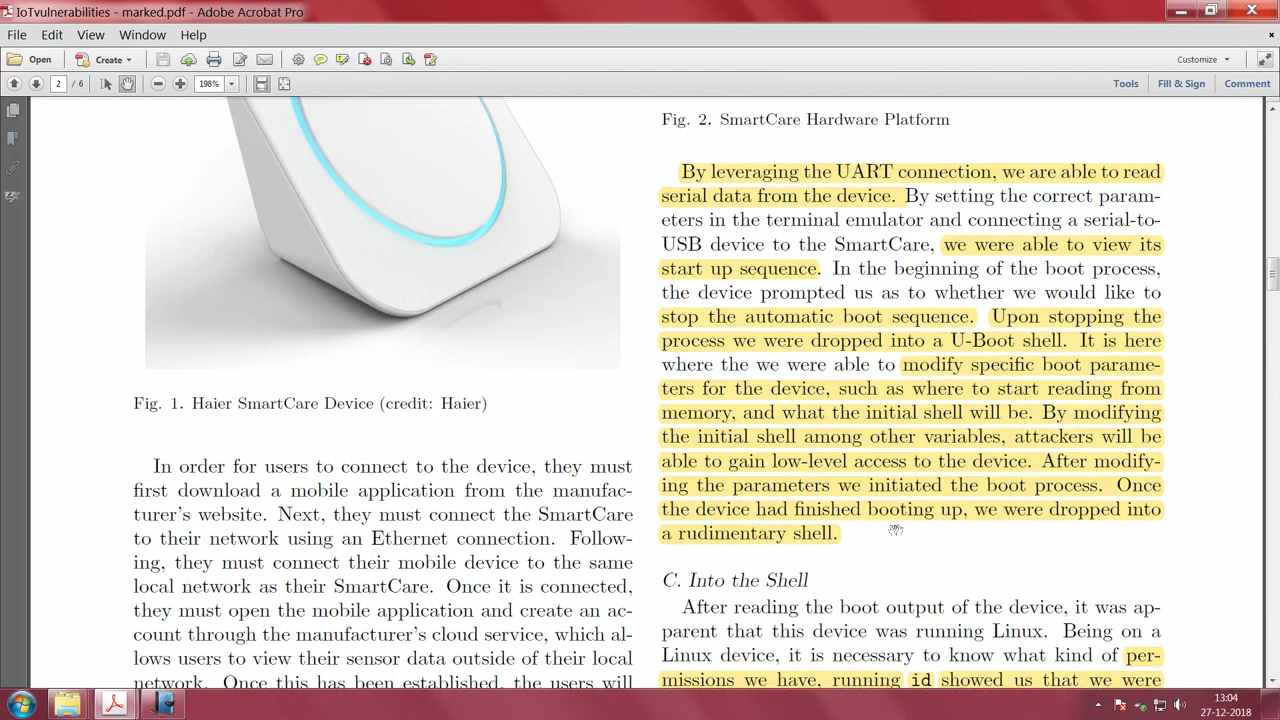 IoTvulnerabilities - marked.pdf - Adobe Acrobat Pro
File Edit View Window Help
Open Create Customize
2 / 6 198% Tools Fill & Sign Comment
Fig. 1. Haier SmartCare Device (credit: Haier)
In order for users to connect to the device, they must
first download a mobile application from the manufac-
turer's website. Next, they must connect the SmartCare
to their network using an Ethernet connection. Follow-
ing, they must connect their mobile device to the same
local network as their SmartCare. Once it is connected,
they must open the mobile application and create an ac-
count through the manufacturer's cloud service, which al-
lows users to view their sensor data outside of their local
network. Once this has been established, the users will
Fig. 2. SmartCare Hardware Platform
By leveraging the UART connection, we are able to read
serial data from the device. By setting the correct param-
eters in the terminal emulator and connecting a serial-to-
USB device to the SmartCare, we were able to view its
start up sequence. In the beginning of the boot process,
the device prompted us as to whether we would like to
stop the automatic boot sequence. Upon stopping the
process we were dropped into a U-Boot shell. It is here
where the we were able to modify specific boot parame-
ters for the device, such as where to start reading from
memory, and what the initial shell will be. By modifying
the initial shell among other variables, attackers will be
able to gain low-level access to the device. After modify-
ing the parameters we initiated the boot process. Once
the device had finished booting up, we were dropped into
a rudimentary shell.
C. Into the Shell
After reading the boot output of the device, it was ap-
parent that this device was running Linux. Being on a
Linux device, it is necessary to know what kind of per-
missions we have, running id showed us that we were
13:04
27-12-2018